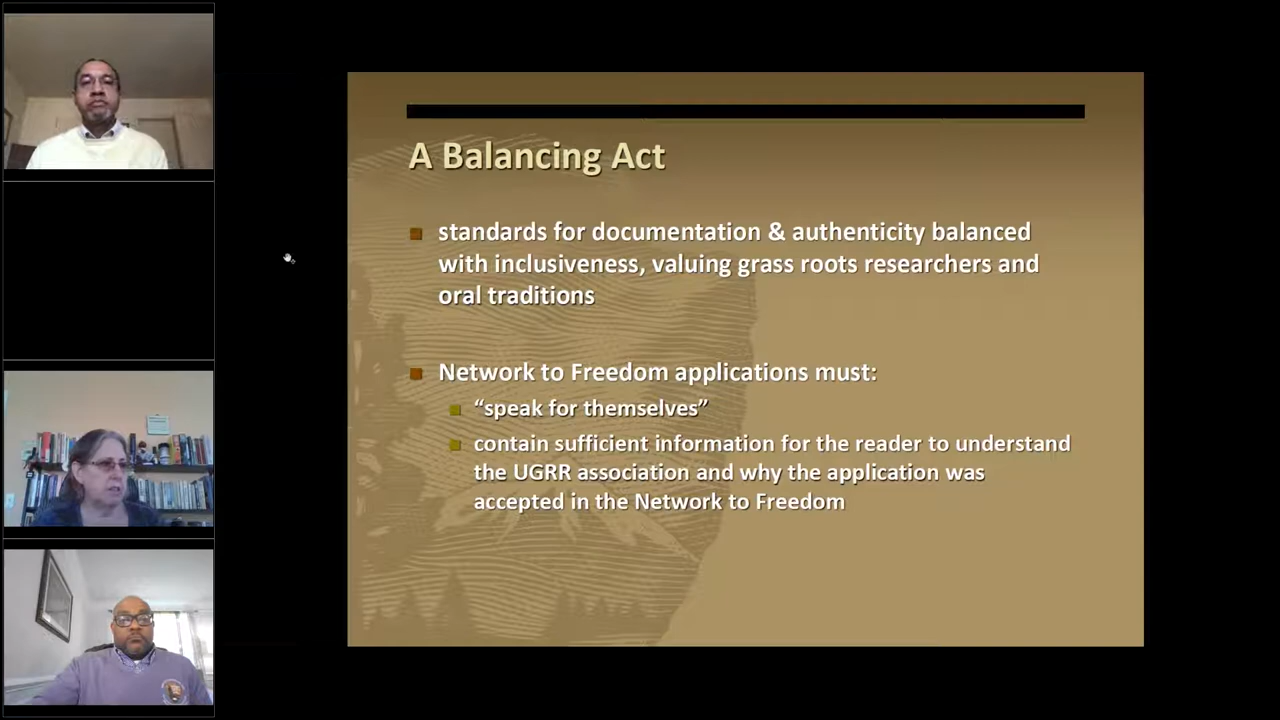 A Balancing Act
standards for documentation & authenticity balanced
with inclusiveness, valuing grass roots researchers and
oral traditions
Network to Freedom applications must:
“speak for themselves”
contain sufficient information for the reader to understand
the UGRR association and why the application was
accepted in the Network to Freedom